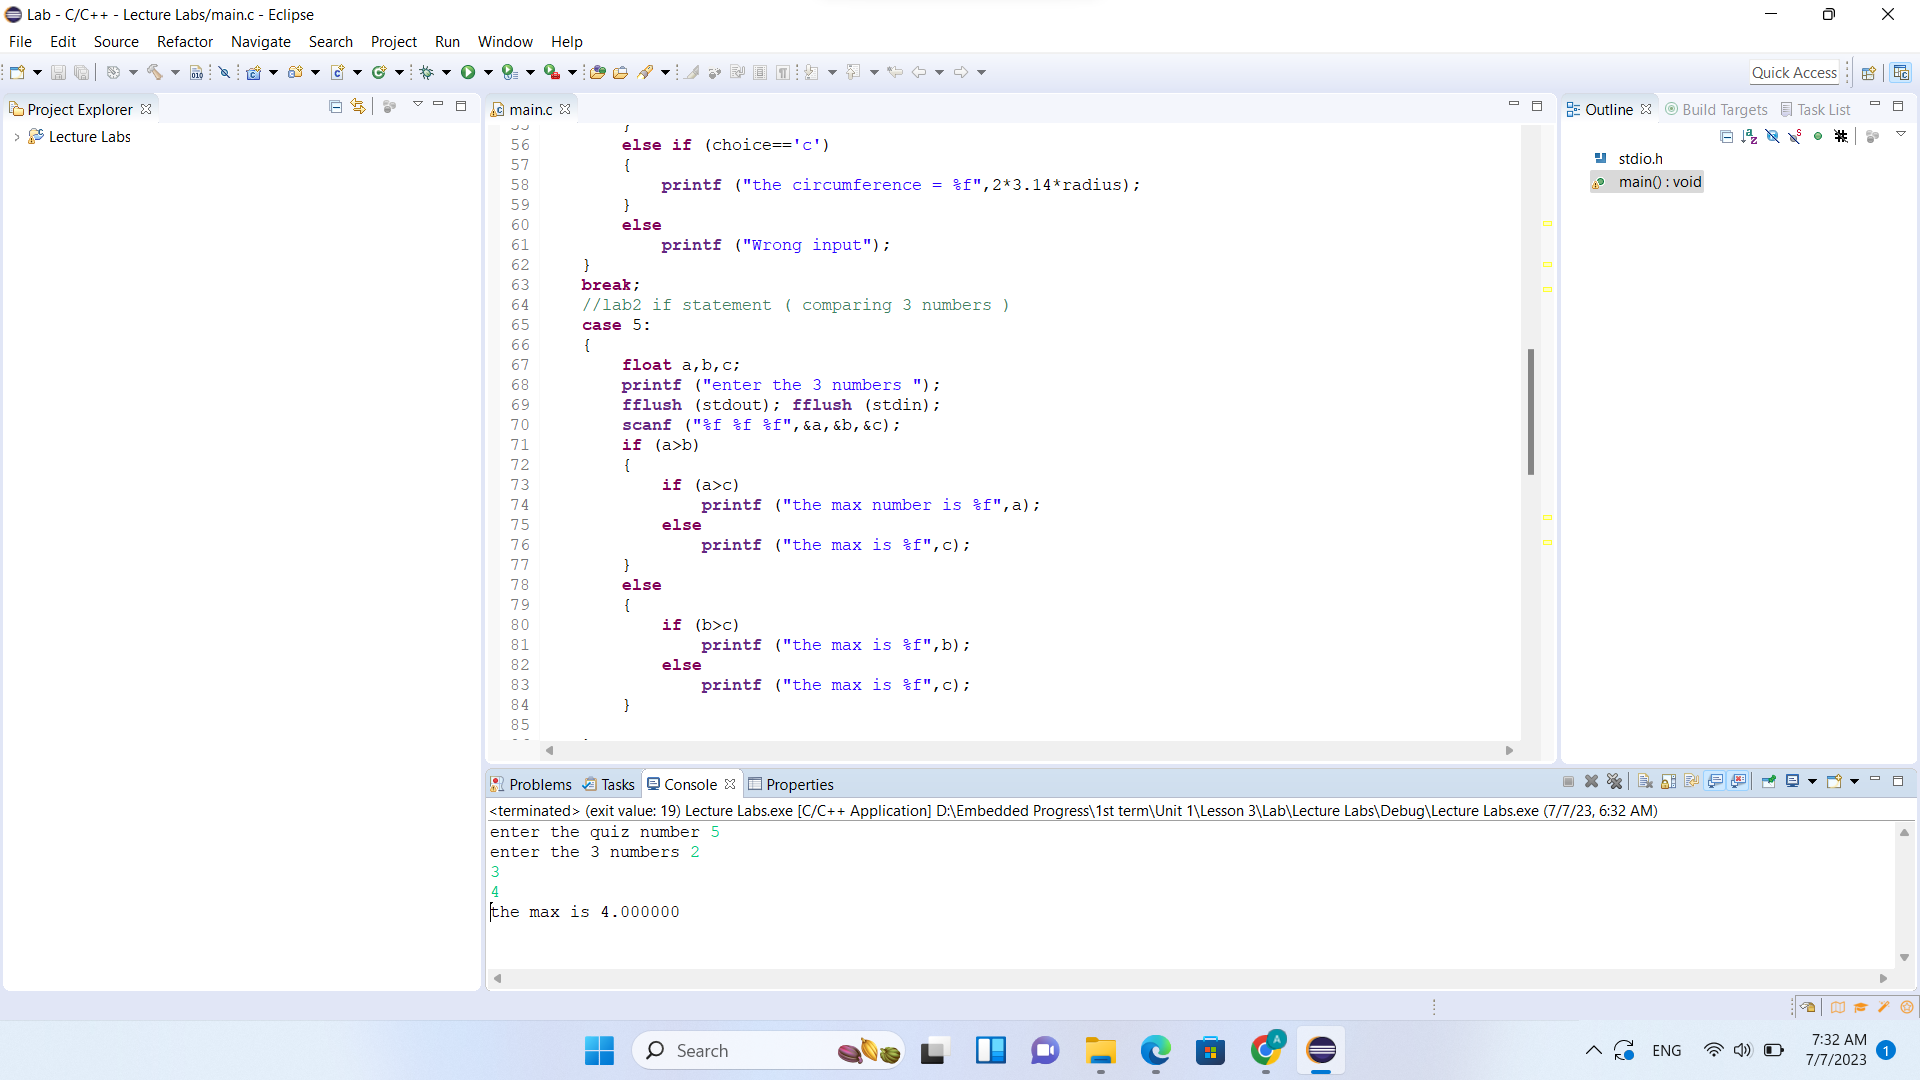 Lab - C/C++ - Lecture Labs/main.c - Eclipse
File Edit Source Refactor Navigate Search Project Run Window Help
Quick Access
Project Explorer
Lecture Labs
main.c
55 }
56 else if (choice=='c')
57 {
58 printf ("the circumference = %f",2*3.14*radius);
59 }
60 else
61 printf ("Wrong input");
62 }
63 break;
64 //lab2 if statement ( comparing 3 numbers )
65 case 5:
66 {
67 float a,b,c;
68 printf ("enter the 3 numbers ");
69 fflush (stdout); fflush (stdin);
70 scanf ("%f %f %f",&a,&b,&c);
71 if (a>b)
72 {
73 if (a>c)
74 printf ("the max number is %f",a);
75 else
76 printf ("the max is %f",c);
77 }
78 else
79 {
80 if (b>c)
81 printf ("the max is %f",b);
82 else
83 printf ("the max is %f",c);
84 }
85
Outline Build Targets Task List
stdio.h
main() : void
Problems Tasks Console Properties
<terminated> (exit value: 19) Lecture Labs.exe [C/C++ Application] D:\Embedded Progress\1st term\Unit 1\Lesson 3\Lab\Lecture Labs\Debug\Lecture Labs.exe (7/7/23, 6:32 AM)
enter the quiz number 5
enter the 3 numbers 2
3
4
the max is 4.000000
Search
A
ENG
7:32 AM
7/7/2023
1